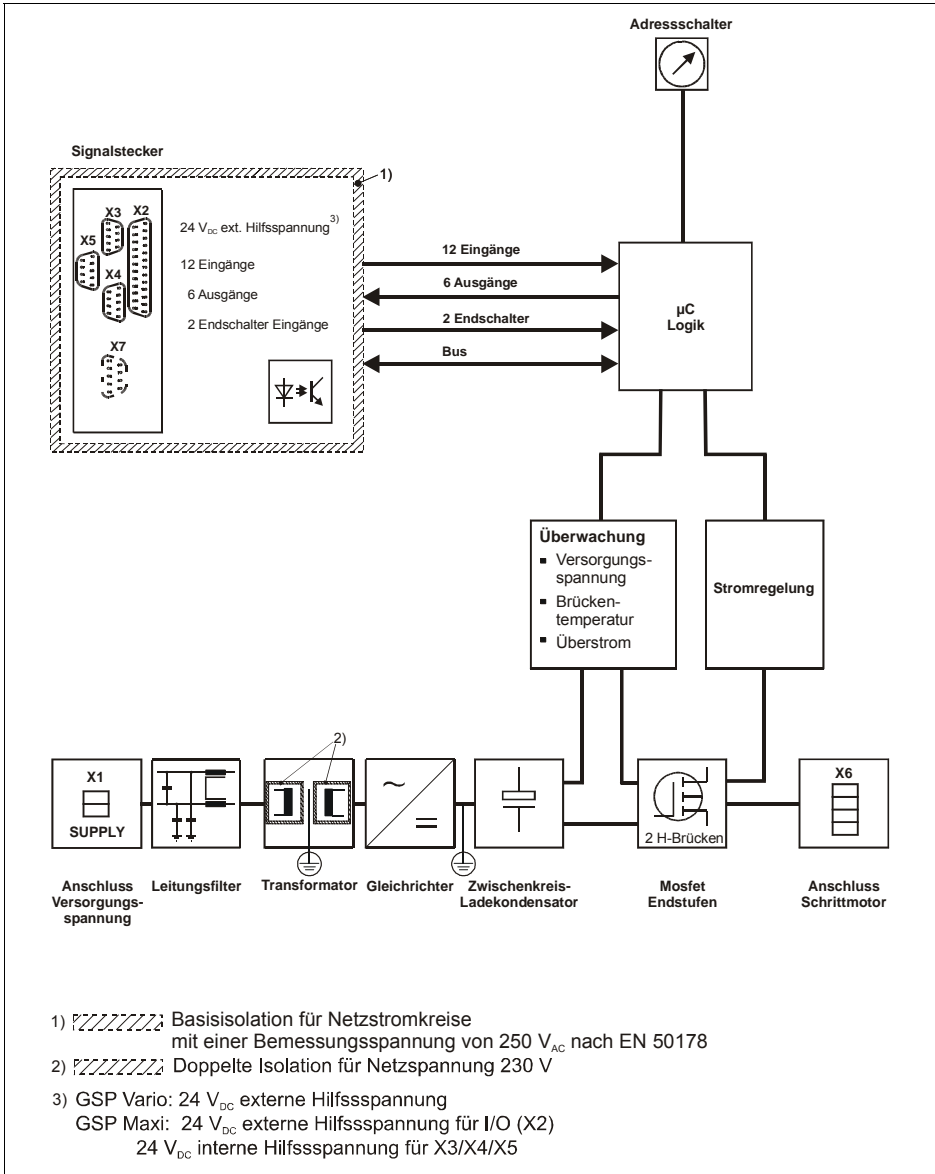 Adressschalter
Signalstecker
1)
X3 X2
X5
X4
X7
24 V_DC ext. Hilfsspannung 3)
12 Eingänge
6 Ausgänge
2 Endschalter Eingänge
12 Eingänge
6 Ausgänge
2 Endschalter
Bus
µC
Logik
Überwachung
▪ Versorgungs-
spannung
▪ Brücken-
temperatur
▪ Überstrom
Stromregelung
2)
X1
SUPPLY
~
=
2 H-Brücken
X6
Anschluss
Versorgungs-
spannung
Leitungsfilter
Transformator
Gleichrichter
Zwischenkreis-
Ladekondensator
Mosfet
Endstufen
Anschluss
Schrittmotor
1) Basisisolation für Netzstromkreise
mit einer Bemessungsspannung von 250 V_AC nach EN 50178
2) Doppelte Isolation für Netzspannung 230 V
3) GSP Vario: 24 V_DC externe Hilfssspannung
GSP Maxi: 24 V_DC externe Hilfssspannung für I/O (X2)
24 V_DC interne Hilfssspannung für X3/X4/X5